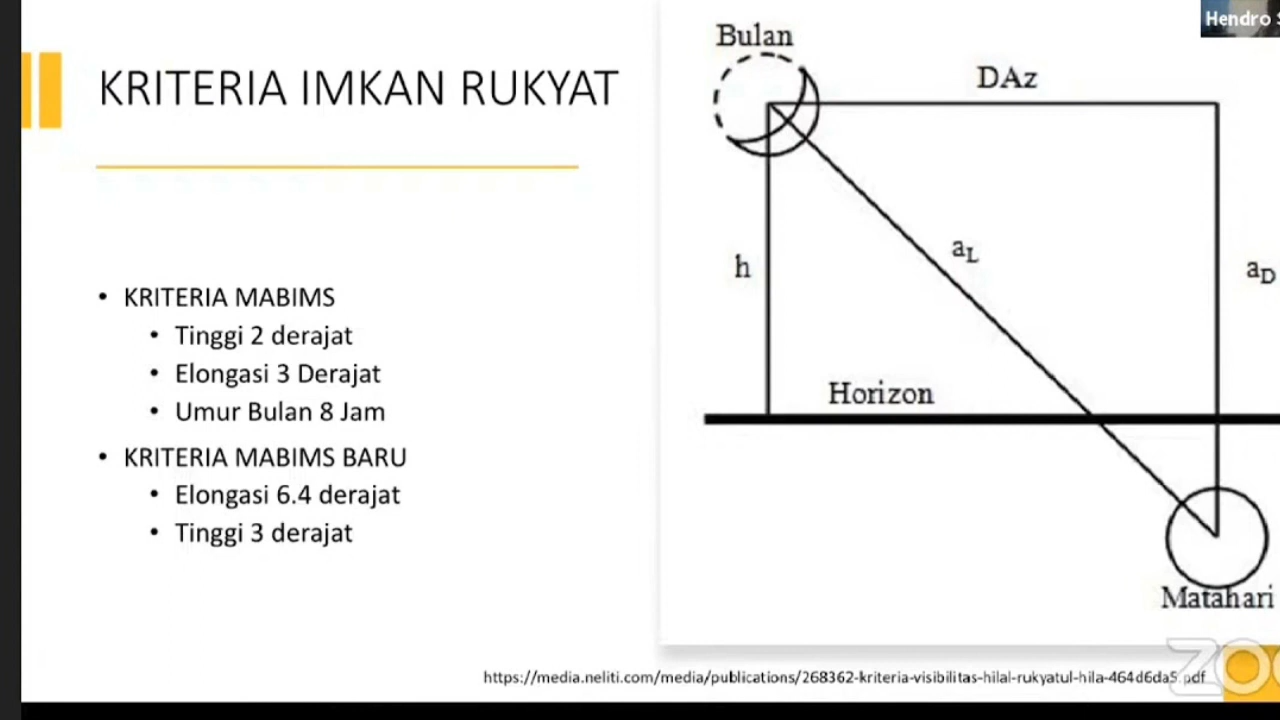 Hendro
KRITERIA IMKAN RUKYAT
• KRITERIA MABIMS
• Tinggi 2 derajat
• Elongasi 3 Derajat
• Umur Bulan 8 Jam
• KRITERIA MABIMS BARU
• Elongasi 6.4 derajat
• Tinggi 3 derajat
Bulan
DAz
h
aL
aD
Horizon
Matahari
https://media.neliti.com/media/publications/268362-kriteria-visibilitas-hilal-rukyatul-hila-464d6da5.pdf